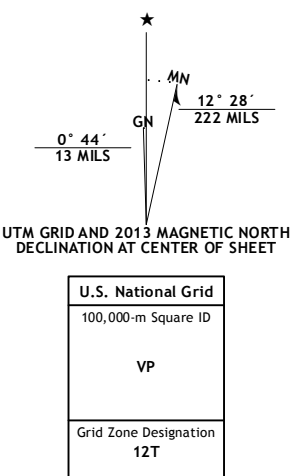 ★
MN
GN
12° 28´
222 MILS
0° 44´
13 MILS
UTM GRID AND 2013 MAGNETIC NORTH
DECLINATION AT CENTER OF SHEET
U.S. National Grid
100,000-m Square ID
VP
Grid Zone Designation
12T